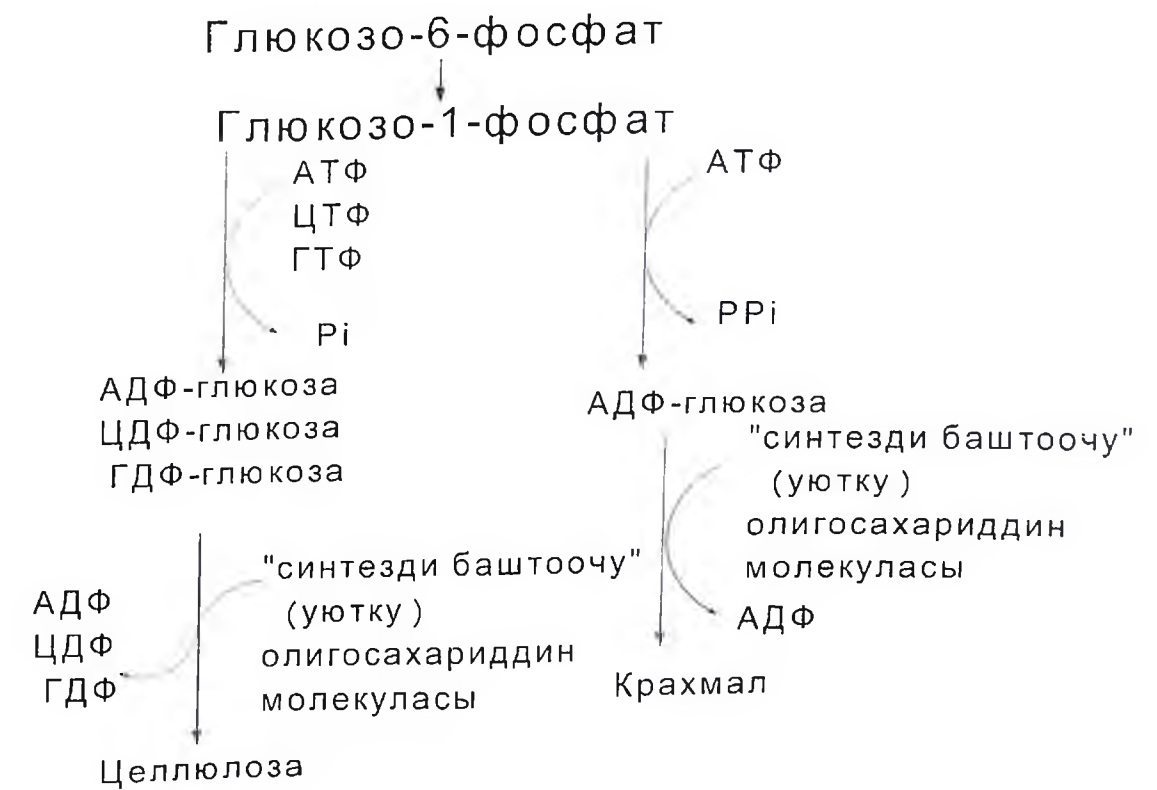 Глюкозо-6-фосфат
Глюкозо-1-фосфат
АТФ
ЦТФ
ГТФ
Pi
АДФ-глюкоза
ЦДФ-глюкоза
ГДФ-глюкоза
"синтезди баштоочу"
(уютку )
олигосахариддин
молекуласы
АДФ
ЦДФ
ГДФ
Целлюлоза
АТФ
PPi
АДФ-глюкоза
"синтезди баштоочу"
(уютку )
олигосахариддин
молекуласы
АДФ
Крахмал